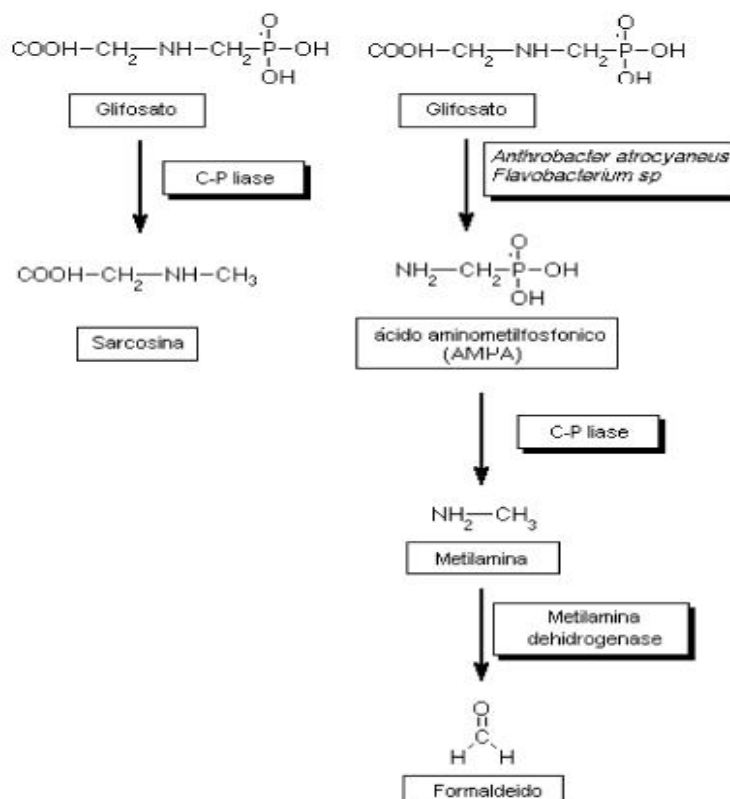 COOH—CH2—NH—CH2—P—OH
O
OH
Glifosato
C-P liase
COOH—CH2—NH—CH3
Sarcosina
COOH—CH2—NH—CH2—P—OH
O
OH
Glifosato
Anthrobacter atrocyaneus
Flavobacterium sp
NH2—CH2—P—OH
O
OH
ácido aminometilfosfonico
(AMPA)
C-P liase
NH2—CH3
Metilamina
Metilamina
dehidrogenase
O
H C H
Formaldeido